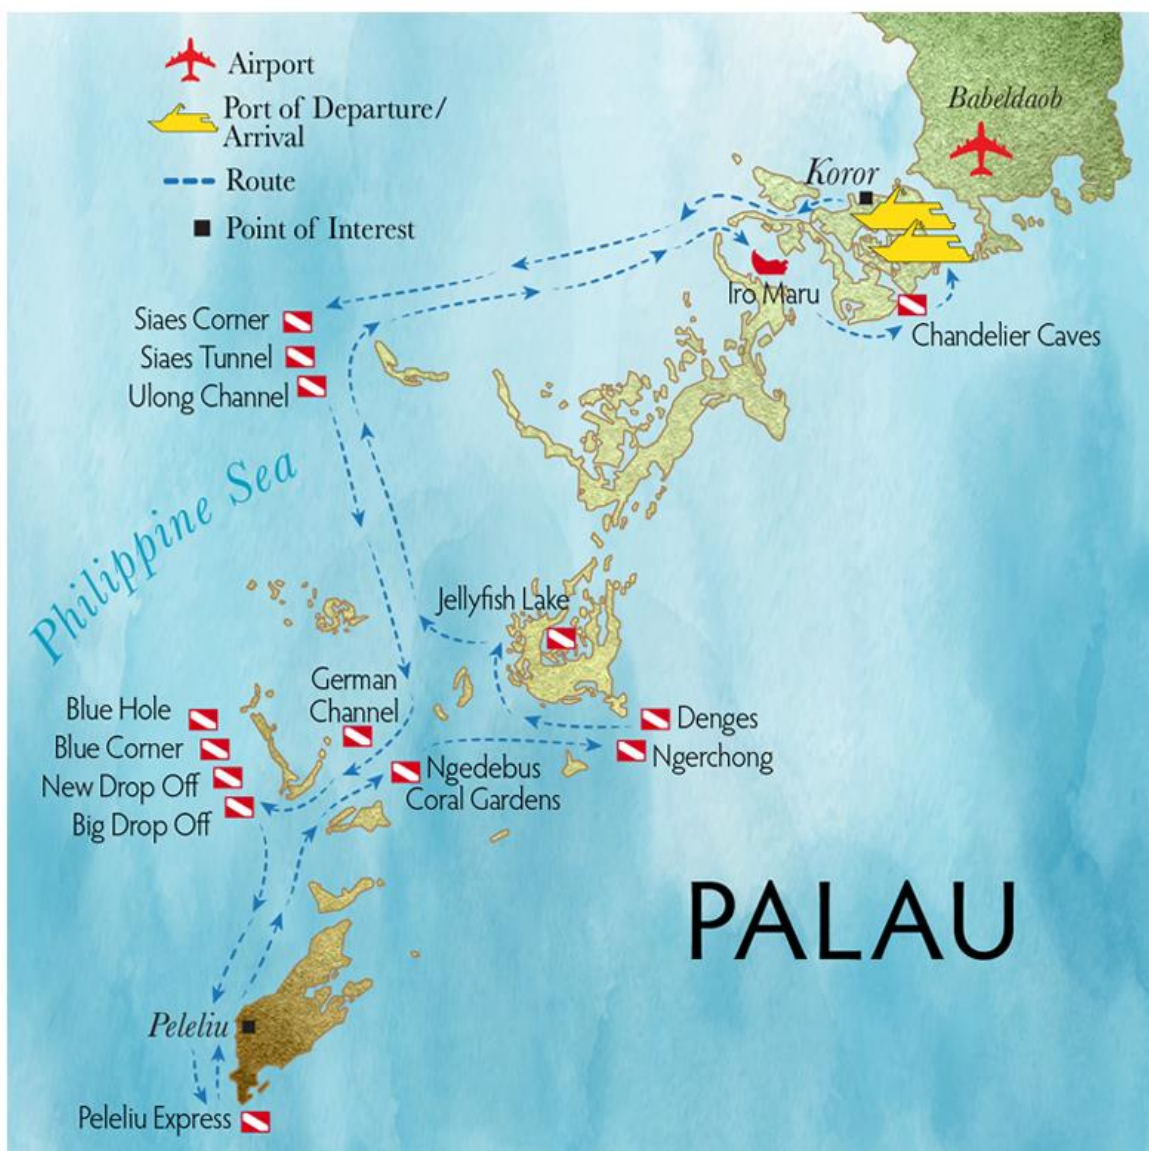 Airport
Port of Departure/
Arrival
Route
Point of Interest
Babeldaob
Koror
Iro Maru
Chandelier Caves
Siaes Corner
Siaes Tunnel
Ulong Channel
Philippine Sea
Jellyfish Lake
German
Channel
Blue Hole
Blue Corner
New Drop Off
Big Drop Off
Denges
Ngerchong
Ngedebus
Coral Gardens
PALAU
Peleliu
Peleliu Express